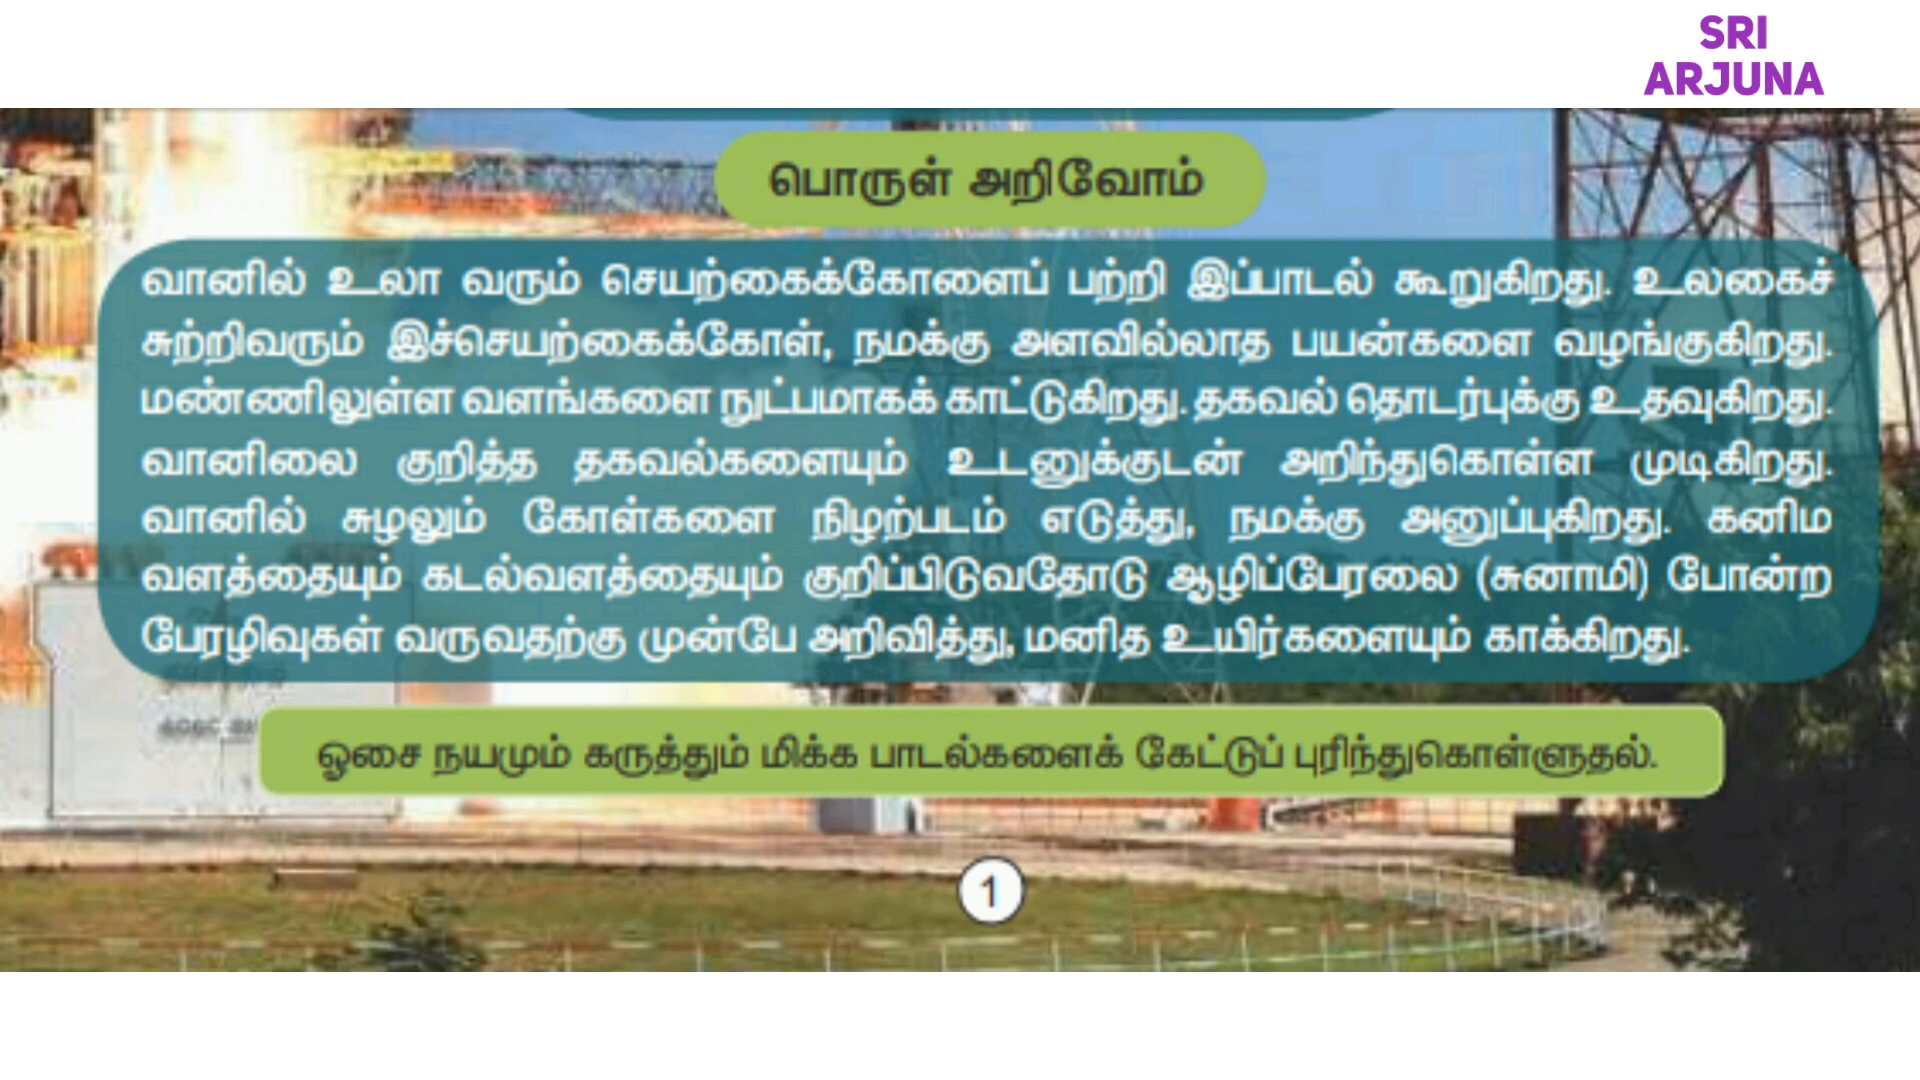 SRI
ARJUNA
பொருள் அறிவோம்
வானில் உலா வரும் செயற்கைக்கோளைப் பற்றி இப்பாடல் கூறுகிறது. உலகைச்
சுற்றிவரும் இச்செயற்கைக்கோள், நமக்கு அளவில்லாத பயன்களை வழங்குகிறது.
மண்ணிலுள்ள வளங்களை நுட்பமாகக் காட்டுகிறது. தகவல் தொடர்புக்கு உதவுகிறது.
வானிலை குறித்த தகவல்களையும் உடனுக்குடன் அறிந்துகொள்ள முடிகிறது.
வானில் சுழலும் கோள்களை நிழற்படம் எடுத்து, நமக்கு அனுப்புகிறது. கனிம
வளத்தையும் கடல்வளத்தையும் குறிப்பிடுவதோடு ஆழிப்பேரலை (சுனாமி) போன்ற
பேரழிவுகள் வருவதற்கு முன்பே அறிவித்து, மனித உயிர்களையும் காக்கிறது.
ஓசை நயமும் கருத்தும் மிக்க பாடல்களைக் கேட்டுப் புரிந்துகொள்ளுதல்.
1